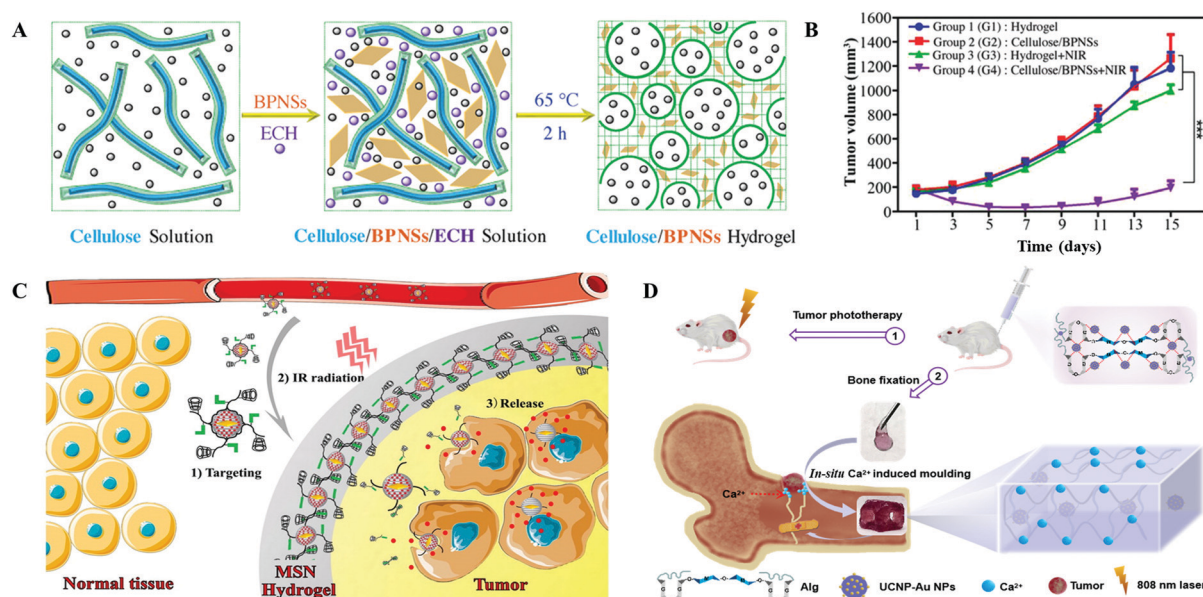 A
BPNSs
ECH
65 °C
2 h
Cellulose Solution
Cellulose/BPNSs/ECH Solution
Cellulose/BPNSs Hydrogel
B
Tumor volume (mm³)
1600
1400
1200
1000
800
600
400
200
0
Group 1 (G1) : Hydrogel
Group 2 (G2) : Cellulose/BPNSs
Group 3 (G3) : Hydrogel+NIR
Group 4 (G4) : Cellulose/BPNSs+NIR
***
1 3 5 7 9 11 13 15
Time (days)
C
2) IR radiation
1) Targeting
3) Release
Normal tissue
MSN
Hydrogel
Tumor
D
Tumor phototherapy
1
2
Bone fixation
In-situ Ca²⁺ induced moulding
Ca²⁺
Alg
UCNP-Au NPs
Ca²⁺
Tumor
808 nm laser